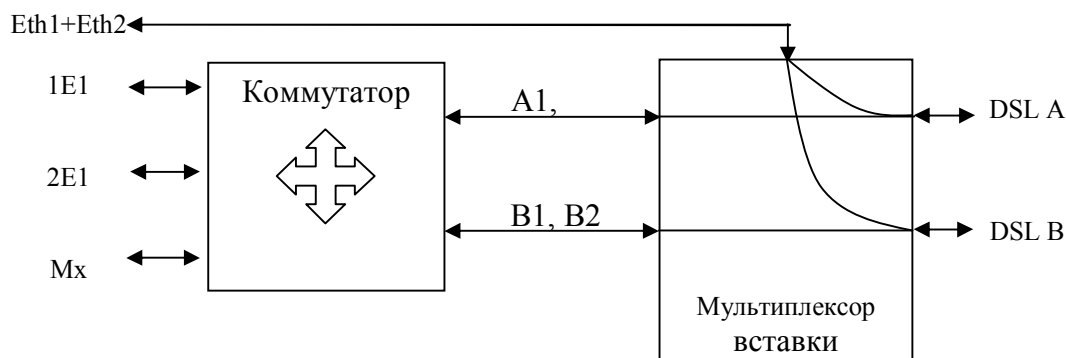 Eth1+Eth2
1E1
Коммутатор
A1,
DSL A
2E1
B1, B2
DSL B
Mx
Мультиплексор
вставки